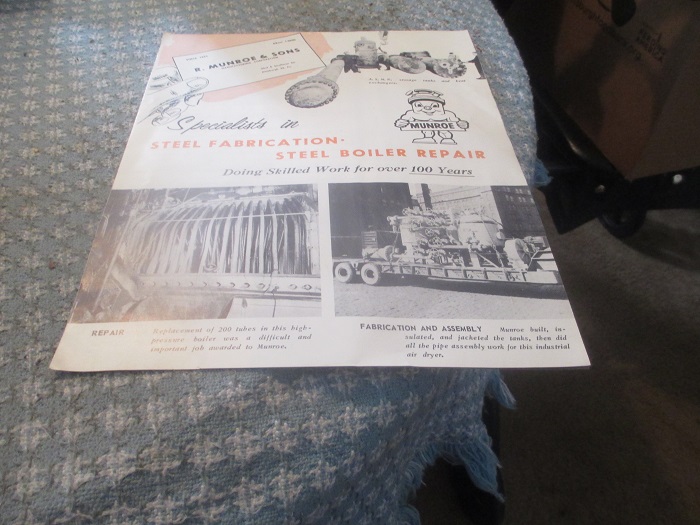 R. MUNROE & SONS
Specialists in
MUNROE
STEEL FABRICATION-
STEEL BOILER REPAIR
Doing Skilled Work for over 100 Years
REPAIR Replacement of 200 tubes in this high-
pressure boiler was a difficult and
important job awarded to Munroe.
FABRICATION AND ASSEMBLY Munroe built, in-
sulated, and jacketed the tanks, then did
all the pipe assembly work for this industrial
air dryer.